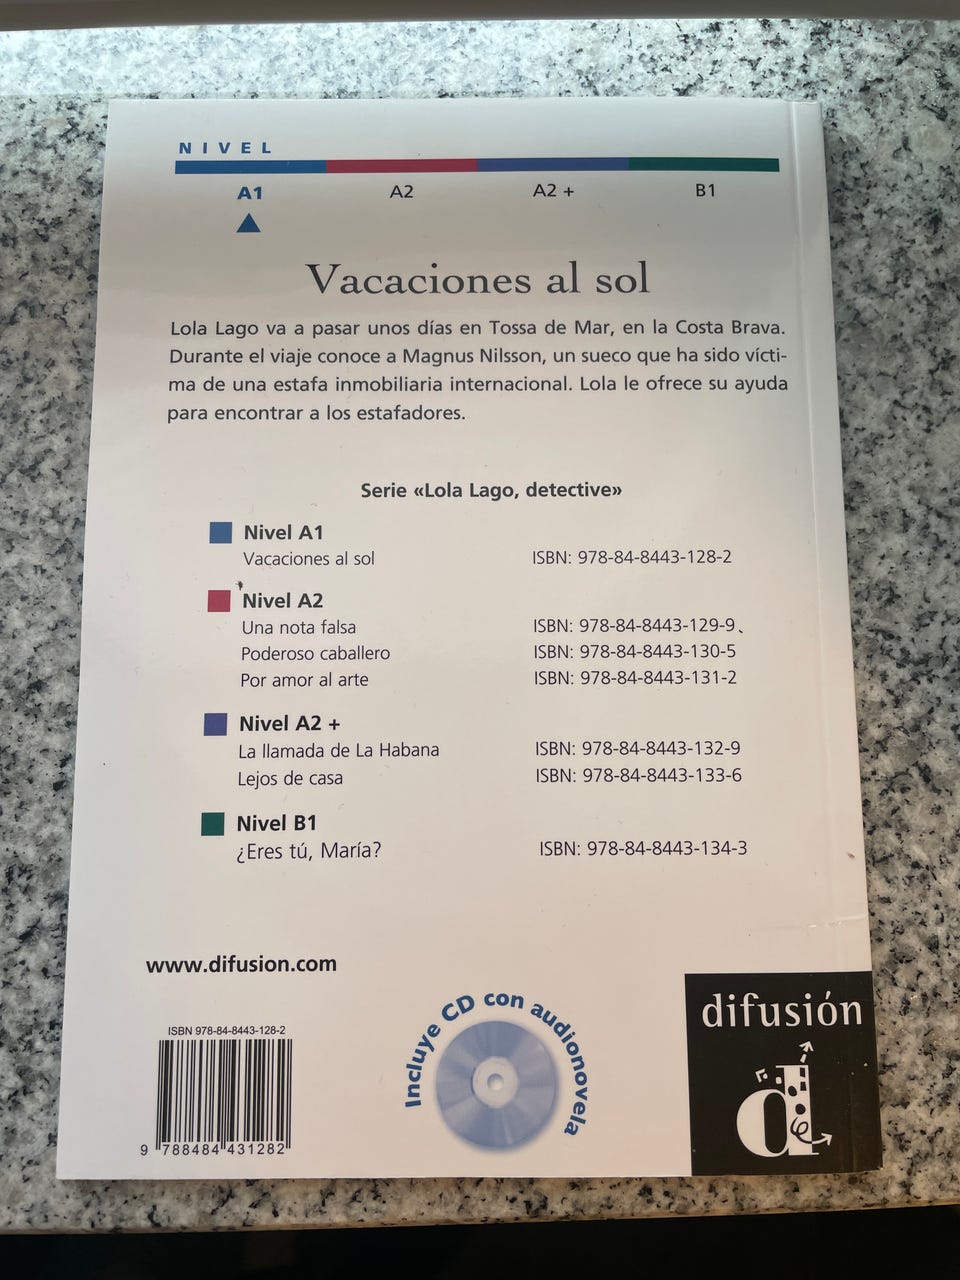 NIVEL
A1 A2 A2 + B1
Vacaciones al sol
Lola Lago va a pasar unos días en Tossa de Mar, en la Costa Brava.
Durante el viaje conoce a Magnus Nilsson, un sueco que ha sido vícti-
ma de una estafa inmobiliaria internacional. Lola le ofrece su ayuda
para encontrar a los estafadores.
Serie «Lola Lago, detective»
Nivel A1
Vacaciones al sol ISBN: 978-84-8443-128-2
Nivel A2
Una nota falsa ISBN: 978-84-8443-129-9
Poderoso caballero ISBN: 978-84-8443-130-5
Por amor al arte ISBN: 978-84-8443-131-2
Nivel A2 +
La llamada de La Habana ISBN: 978-84-8443-132-9
Lejos de casa ISBN: 978-84-8443-133-6
Nivel B1
¿Eres tú, María? ISBN: 978-84-8443-134-3
www.difusion.com
ISBN 978-84-8443-128-2
9 788484 431282
Incluye CD con audionovela
difusión
d